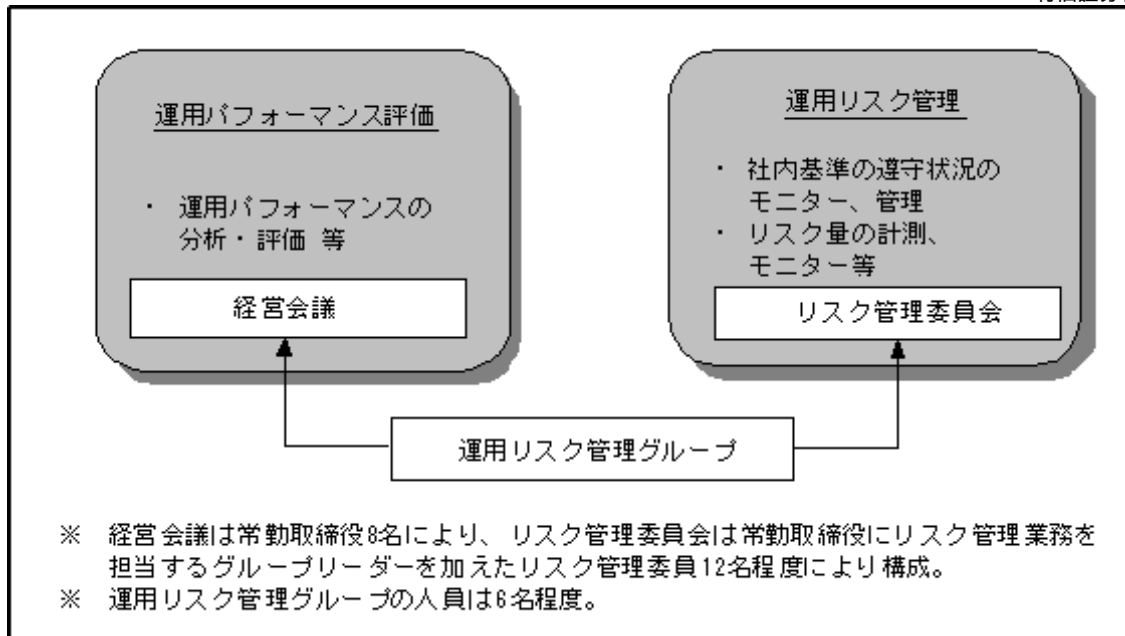 運用パフォーマンス評価
・ 運用パフォーマンスの
分析・評価 等
経営会議
運用リスク管理
・ 社内基準の遵守状況の
モニター、管理
・ リスク量の計測、
モニター等
リスク管理委員会
運用リスク管理グループ
※ 経営会議は常勤取締役8名により、リスク管理委員会は常勤取締役にリスク管理業務を
担当するグループリーダーを加えたリスク管理委員12名程度により構成。
※ 運用リスク管理グループの人員は6名程度。